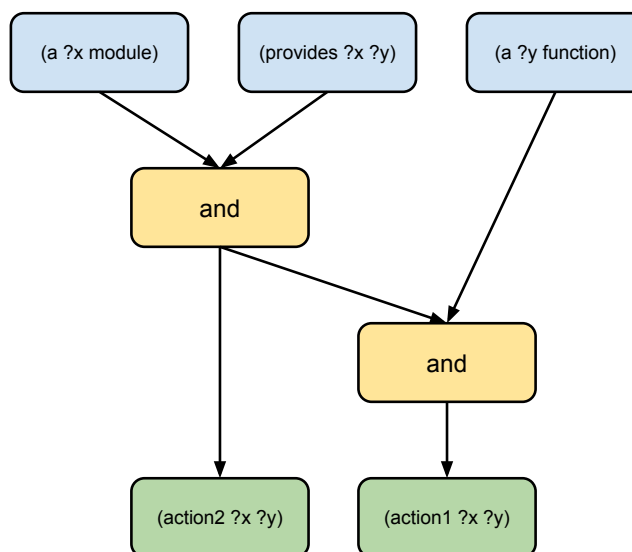 (a ?x module)
(provides ?x ?y)
(a ?y function)
and
and
(action2 ?x ?y)
(action1 ?x ?y)